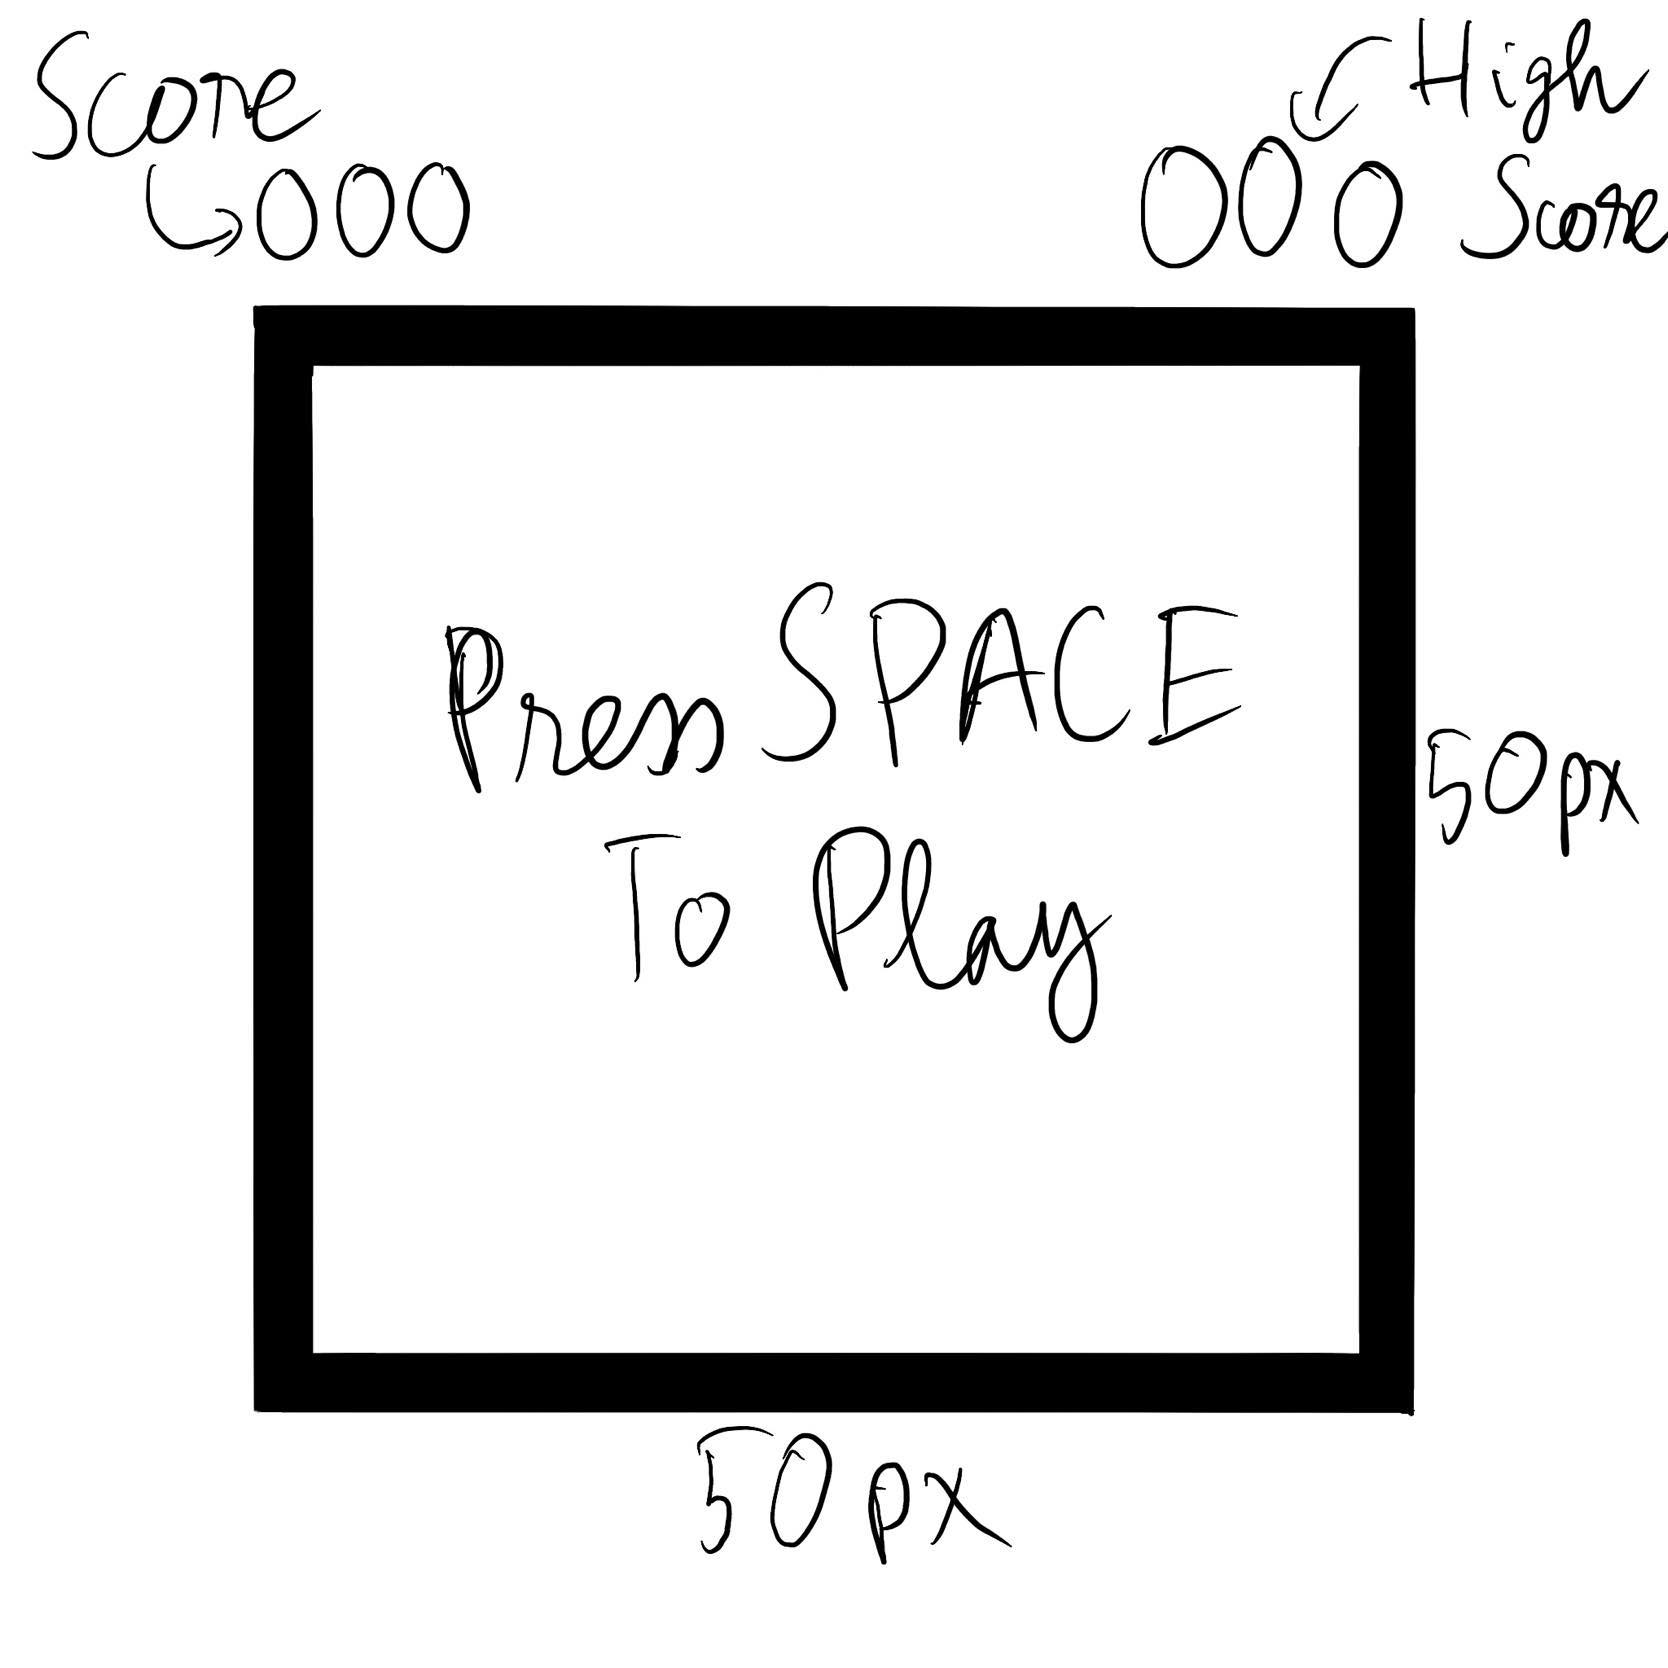 Score
000
High
Score
000
Press SPACE
To Play
50px
50px